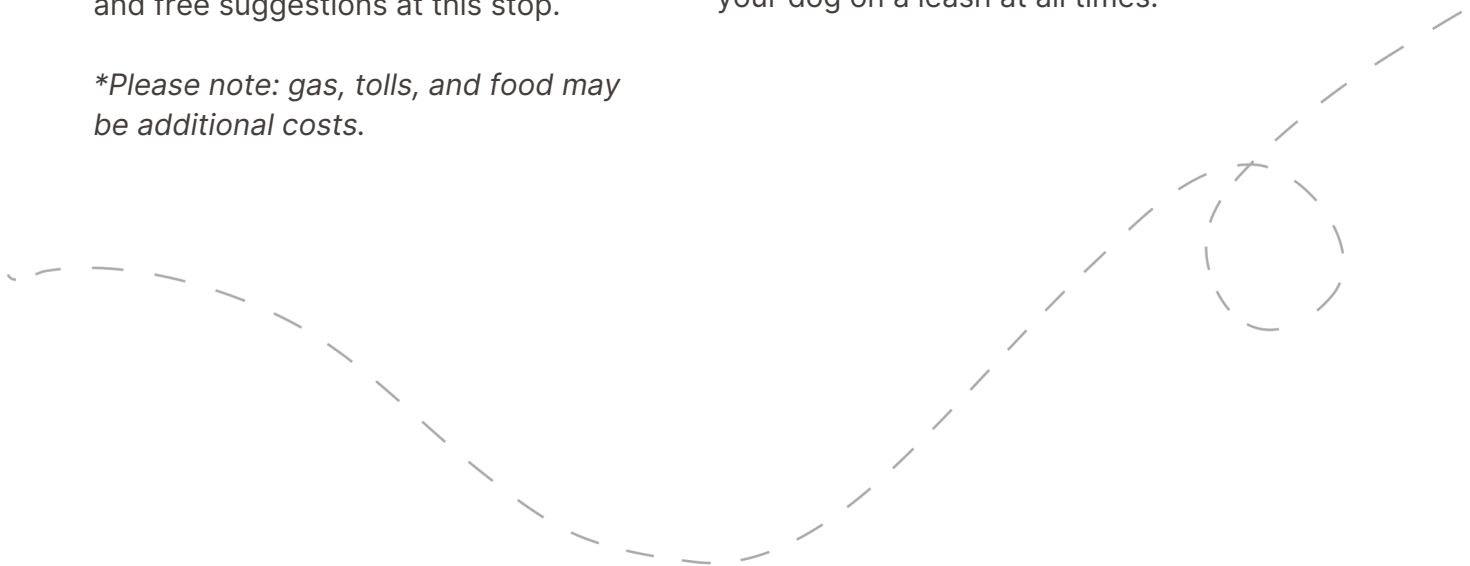 and free suggestions at this stop.
*Please note: gas, tolls, and food may
be additional costs.
your dog on a leash at all times.